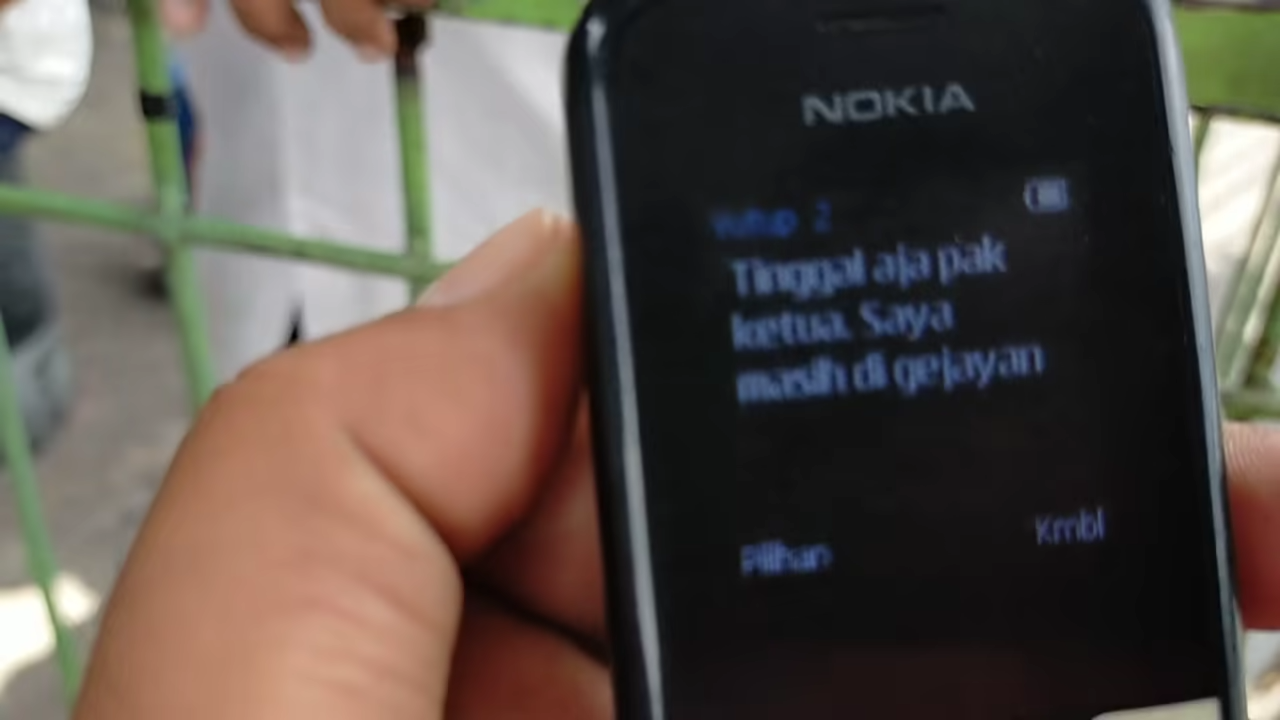 NOKIA
Tinggal aja pak
ketua. Saya
masih di gejayan
Pilihan
Kmbl